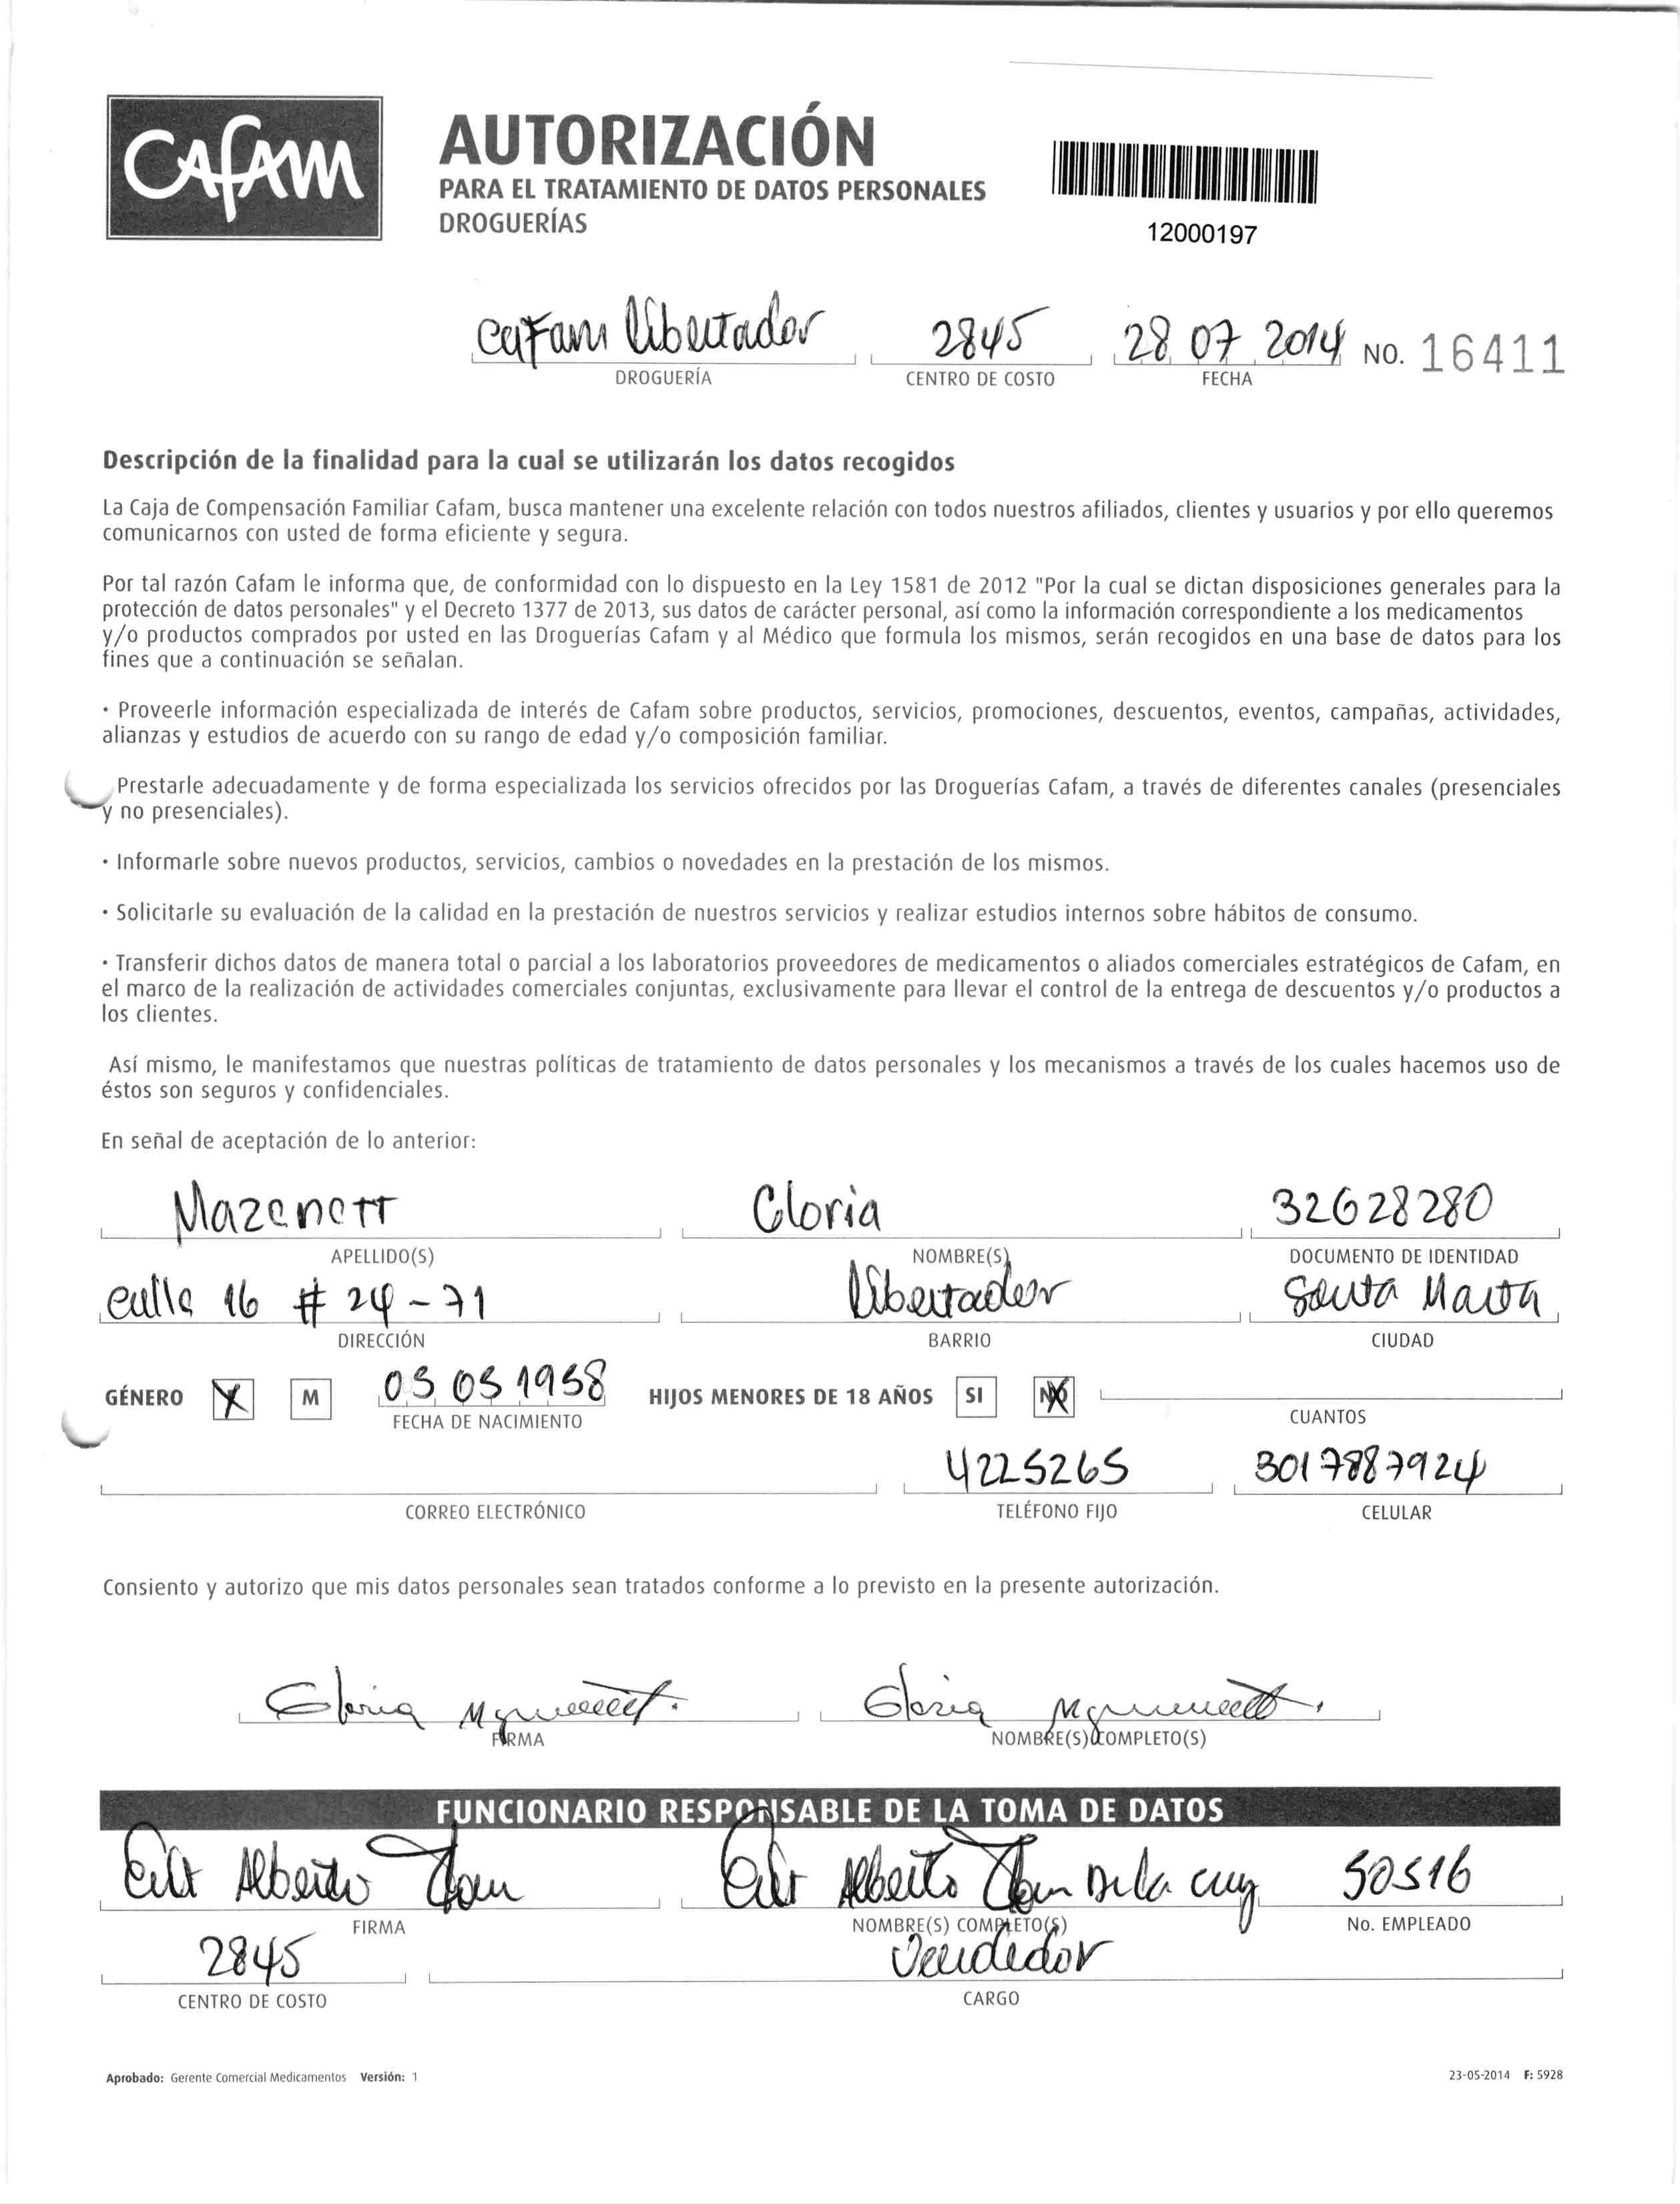 CAFAM
AUTORIZACIÓN
PARA EL TRATAMIENTO DE DATOS PERSONALES
DROGUERÍAS
12000197
Cafam Libertador 2845 28 07 2014 NO. 16411
DROGUERÍA CENTRO DE COSTO FECHA
Descripción de la finalidad para la cual se utilizarán los datos recogidos
La Caja de Compensación Familiar Cafam, busca mantener una excelente relación con todos nuestros afiliados, clientes y usuarios y por ello queremos
comunicarnos con usted de forma eficiente y segura.
Por tal razón Cafam le informa que, de conformidad con lo dispuesto en la Ley 1581 de 2012 "Por la cual se dictan disposiciones generales para la
protección de datos personales" y el Decreto 1377 de 2013, sus datos de carácter personal, así como la información correspondiente a los medicamentos
y/o productos comprados por usted en las Droguerías Cafam y al Médico que formula los mismos, serán recogidos en una base de datos para los
fines que a continuación se señalan.
• Proveerle información especializada de interés de Cafam sobre productos, servicios, promociones, descuentos, eventos, campañas, actividades,
alianzas y estudios de acuerdo con su rango de edad y/o composición familiar.
Prestarle adecuadamente y de forma especializada los servicios ofrecidos por las Droguerías Cafam, a través de diferentes canales (presenciales
y no presenciales).
• Informarle sobre nuevos productos, servicios, cambios o novedades en la prestación de los mismos.
• Solicitarle su evaluación de la calidad en la prestación de nuestros servicios y realizar estudios internos sobre hábitos de consumo.
• Transferir dichos datos de manera total o parcial a los laboratorios proveedores de medicamentos o aliados comerciales estratégicos de Cafam, en
el marco de la realización de actividades comerciales conjuntas, exclusivamente para llevar el control de la entrega de descuentos y/o productos a
los clientes.
Así mismo, le manifestamos que nuestras políticas de tratamiento de datos personales y los mecanismos a través de los cuales hacemos uso de
éstos son seguros y confidenciales.
En señal de aceptación de lo anterior:
Mazenett Gloria 32628280
APELLIDO(S) NOMBRE(S) DOCUMENTO DE IDENTIDAD
calle 16 # 24-71 Libertador Santa Marta
DIRECCIÓN BARRIO CIUDAD
GÉNERO X M 03 03 1958 HIJOS MENORES DE 18 AÑOS SI NO
FECHA DE NACIMIENTO CUANTOS
4225265 3017887924
CORREO ELECTRÓNICO TELÉFONO FIJO CELULAR
Consiento y autorizo que mis datos personales sean tratados conforme a lo previsto en la presente autorización.
Gloria Gloria
FIRMA NOMBRE(S) COMPLETO(S)
FUNCIONARIO RESPONSABLE DE LA TOMA DE DATOS
Alberto Alberto De la cruz 50516
FIRMA NOMBRE(S) COMPLETO(S) No. EMPLEADO
2845 Vendedor
CENTRO DE COSTO CARGO
Aprobado: Gerente Comercial Medicamentos Versión: 1 23-05-2014 F: 5928